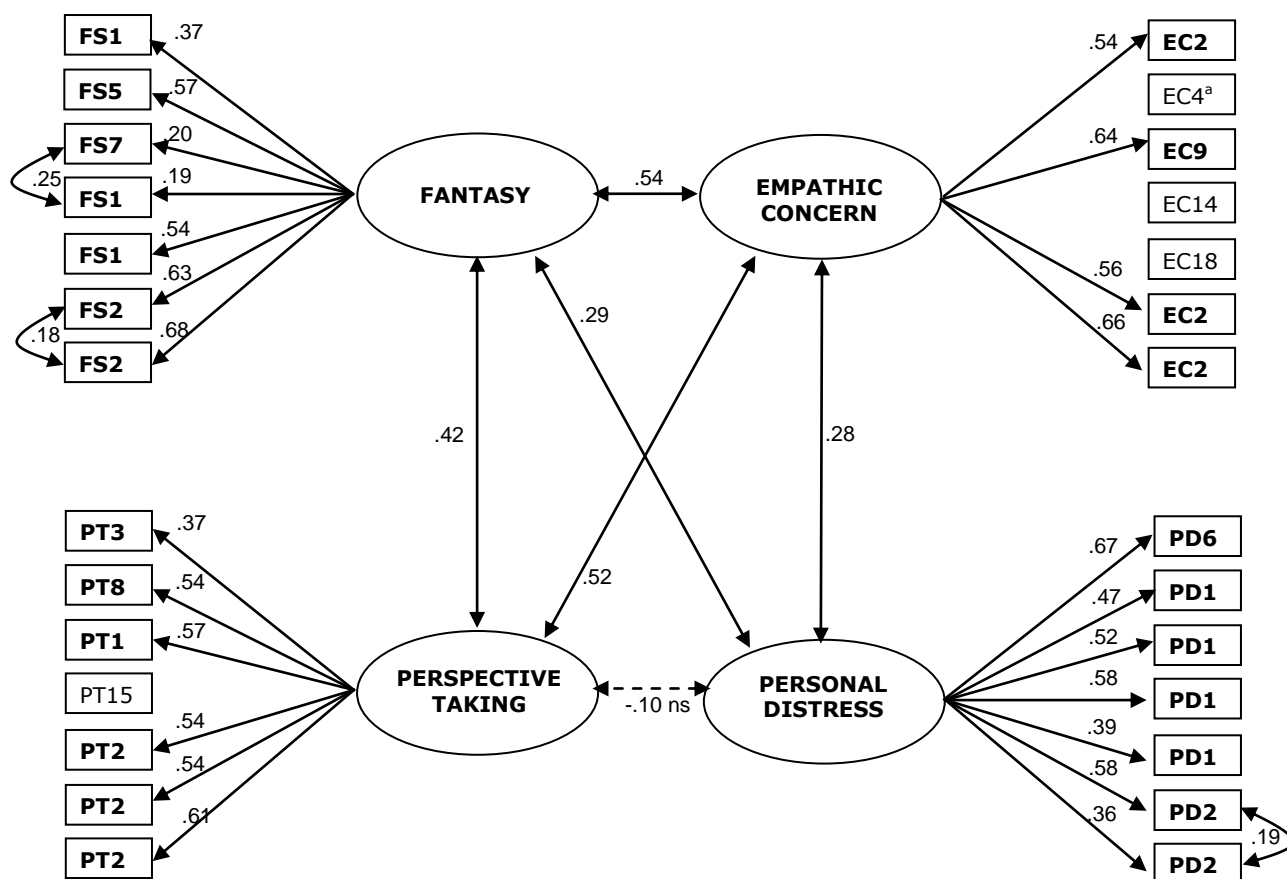 FS1
.37
FS5
.57
FS7
.20
.25
FS1
.19
FS1
.54
FS2
.63
.18
FS2
.68
FANTASY
.54
EMPATHIC
CONCERN
.54
EC2
EC4ᵃ
.64
EC9
EC14
EC18
.56
EC2
.66
EC2
.29
.42
.28
.52
PT3
.37
PT8
.54
PT1
.57
PT15
PT2
.54
PT2
.54
PT2
.61
PERSPECTIVE
TAKING
-.10 ns
PERSONAL
DISTRESS
.67
PD6
.47
PD1
.52
PD1
.58
PD1
.39
PD1
.58
PD2
.36
.19
PD2